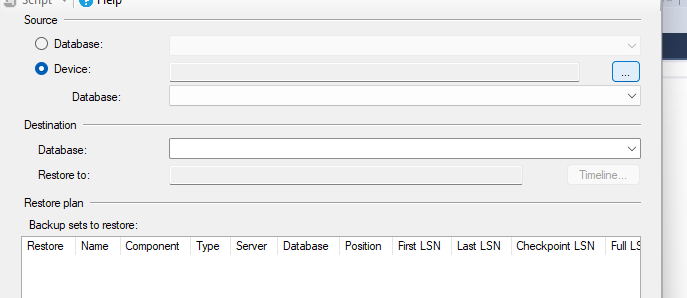 Script Help
Source
Database:
Device:
...
Database:
Destination
Database:
Restore to:
Timeline...
Restore plan
Backup sets to restore:
Restore Name Component Type Server Database Position First LSN Last LSN Checkpoint LSN Full LS